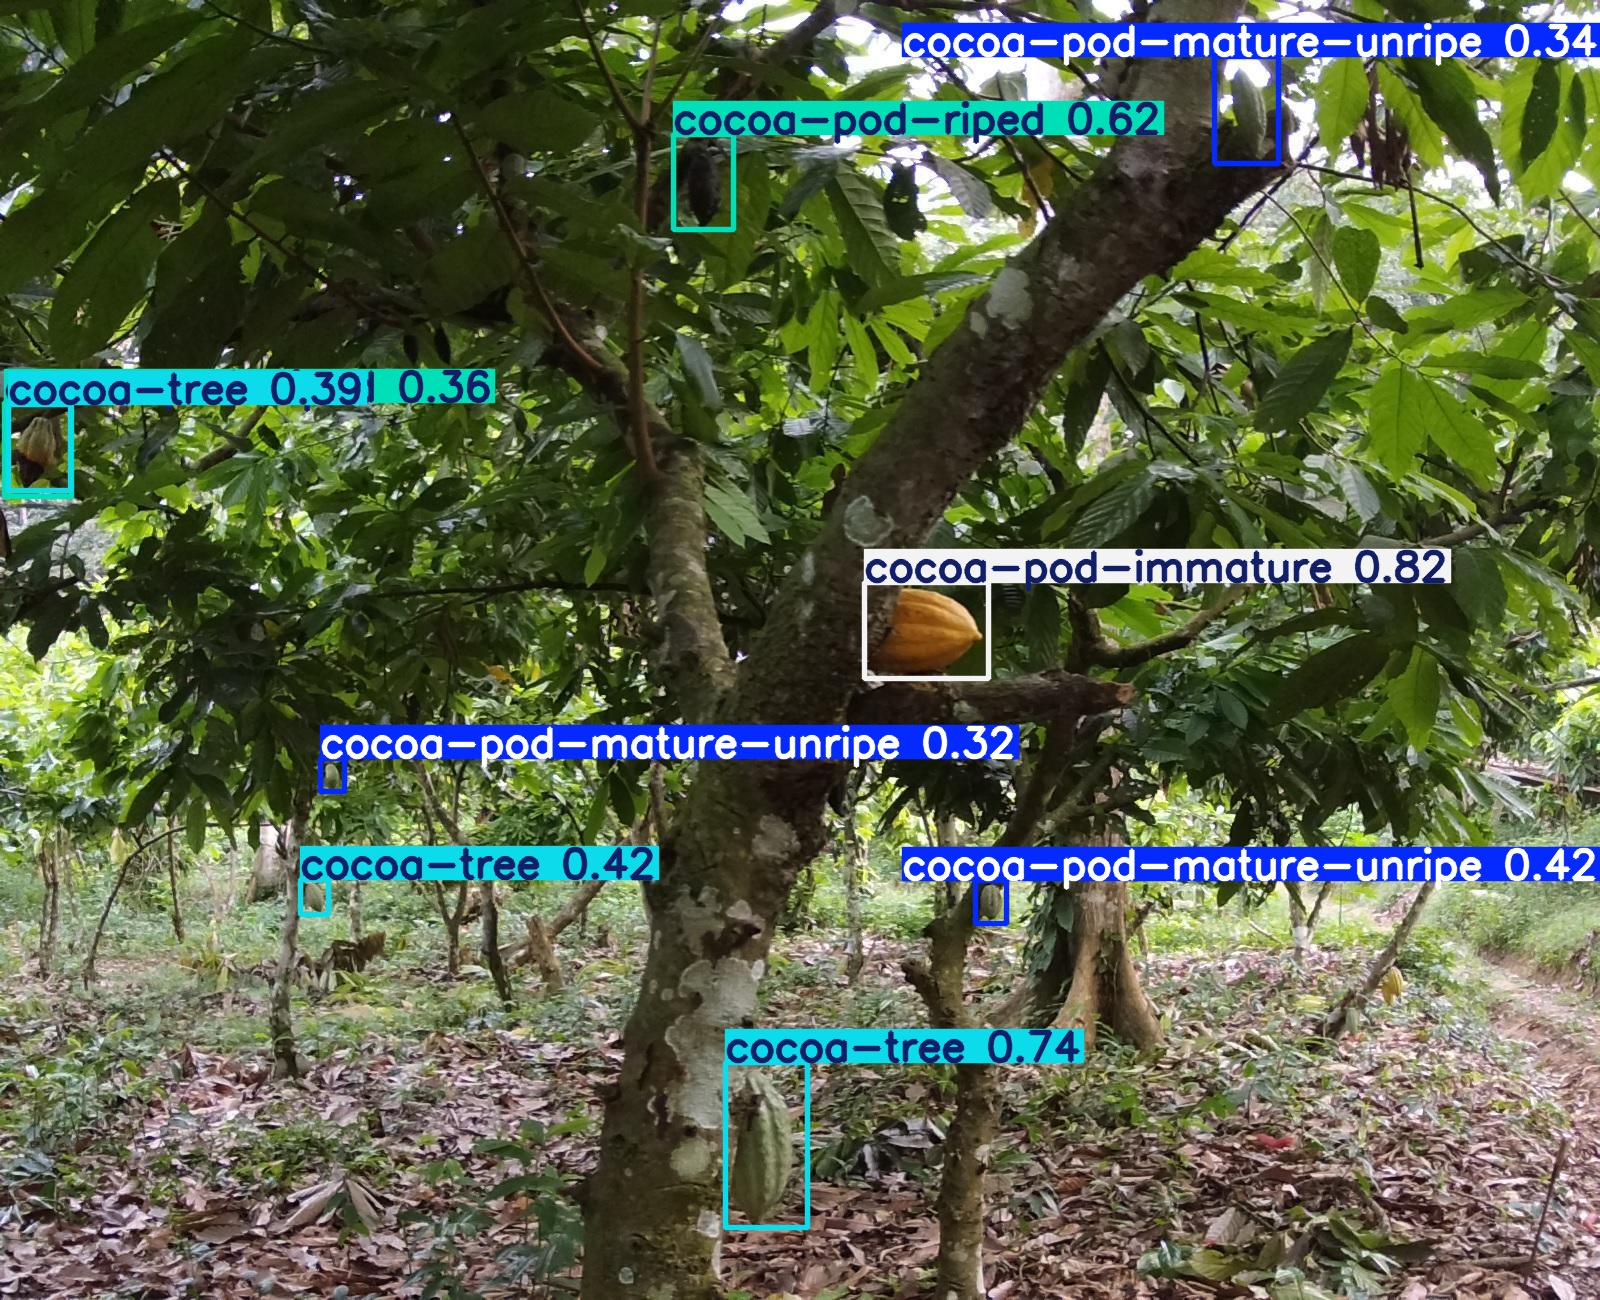 cocoa-pod-mature-unripe 0.34
cocoa-pod-riped 0.62
cocoa-tree 0.39l 0.36
cocoa-pod-immature 0.82
cocoa-pod-mature-unripe 0.32
cocoa-tree 0.42
cocoa-pod-mature-unripe 0.42
cocoa-tree 0.74